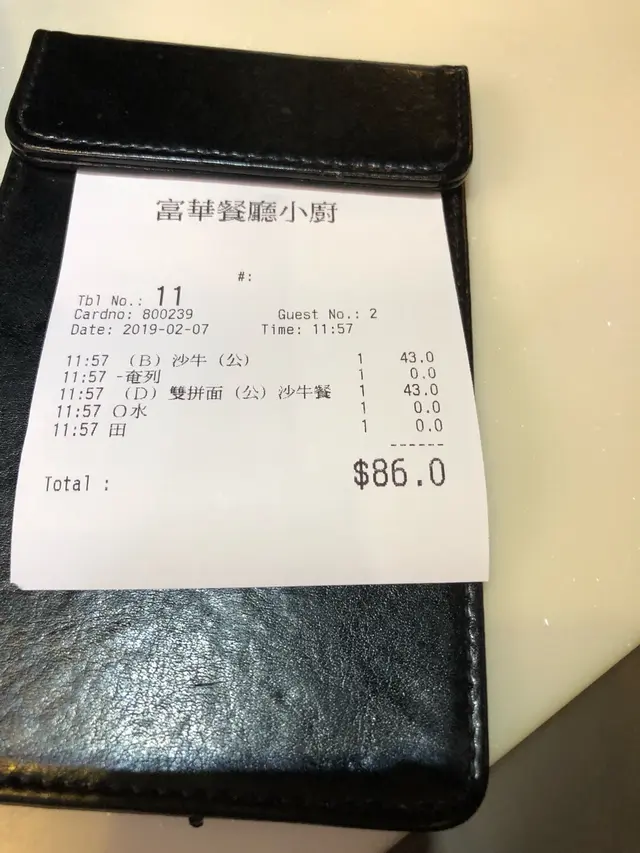 富華餐廳小廚
#:
Tbl No.: 11
Cardno: 800239 Guest No.: 2
Date: 2019-02-07 Time: 11:57
11:57 (B) 沙牛 (公) 1 43.0
11:57 -奄列 1 0.0
11:57 (D) 雙拼面 (公) 沙牛餐 1 43.0
11:57 O水 1 0.0
11:57 田 1 0.0
------
Total : $86.0